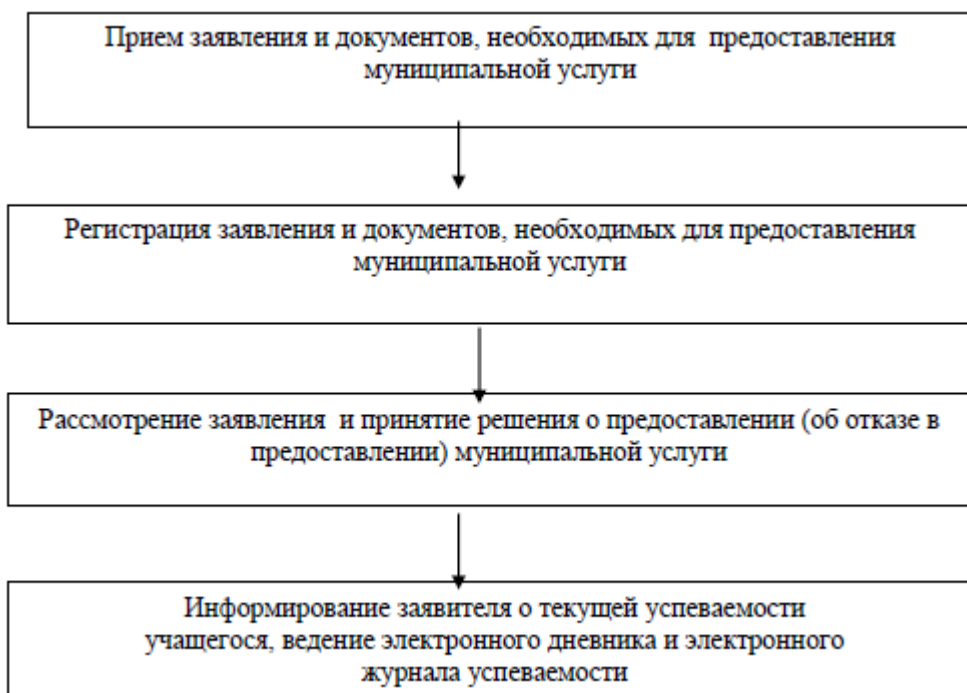 Прием заявления и документов, необходимых для предоставления
муниципальной услуги
Регистрация заявления и документов, необходимых для предоставления
муниципальной услуги
Рассмотрение заявления и принятие решения о предоставлении (об отказе в
предоставлении) муниципальной услуги
Информирование заявителя о текущей успеваемости
учащегося, ведение электронного дневника и электронного
журнала успеваемости